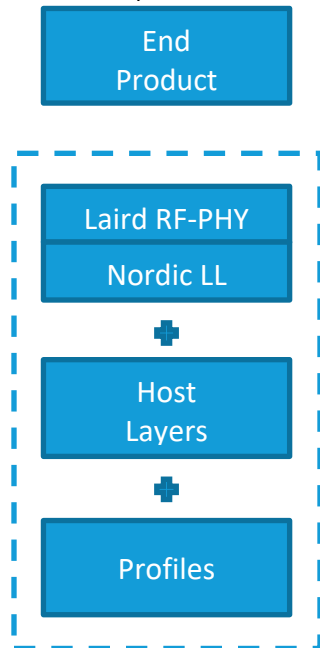 End
Product
Laird RF-PHY
Nordic LL
Host
Layers
Profiles